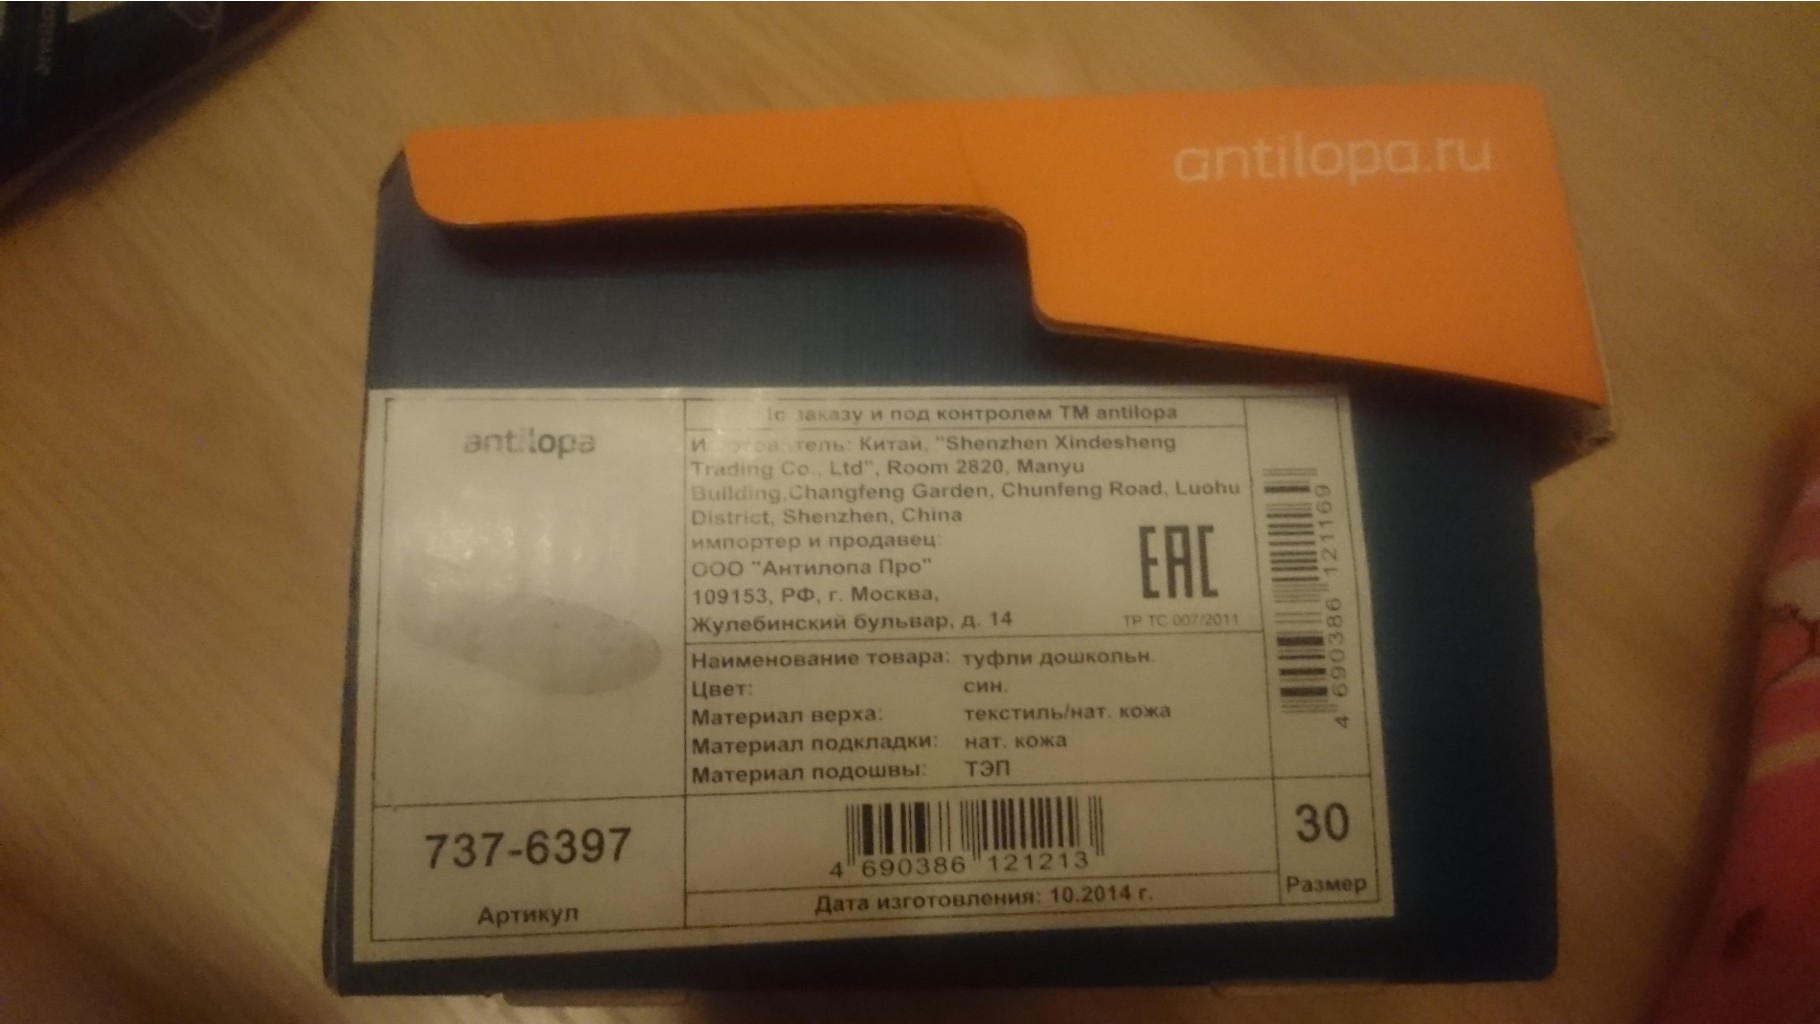 antilopa.ru
antilopa
заказу и под контролем ТМ antilopa
Китай, "Shenzhen Xindesheng
Trading Co., Ltd", Room 2820, Manyu
Building,Changfeng Garden, Chunfeng Road, Luohu
District, Shenzhen, China
импортер и продавец:
ООО "Антилопа Про"
109153, РФ, г. Москва,
Жулебинский бульвар, д. 14
ЕАС
ТР ТС 007/2011
4 690386 121169
Наименование товара: туфли дошкольн.
Цвет: син.
Материал верха: текстиль/нат. кожа
Материал подкладки: нат. кожа
Материал подошвы: ТЭП
737-6397
Артикул
4 690386 121213
Дата изготовления: 10.2014 г.
30
Размер